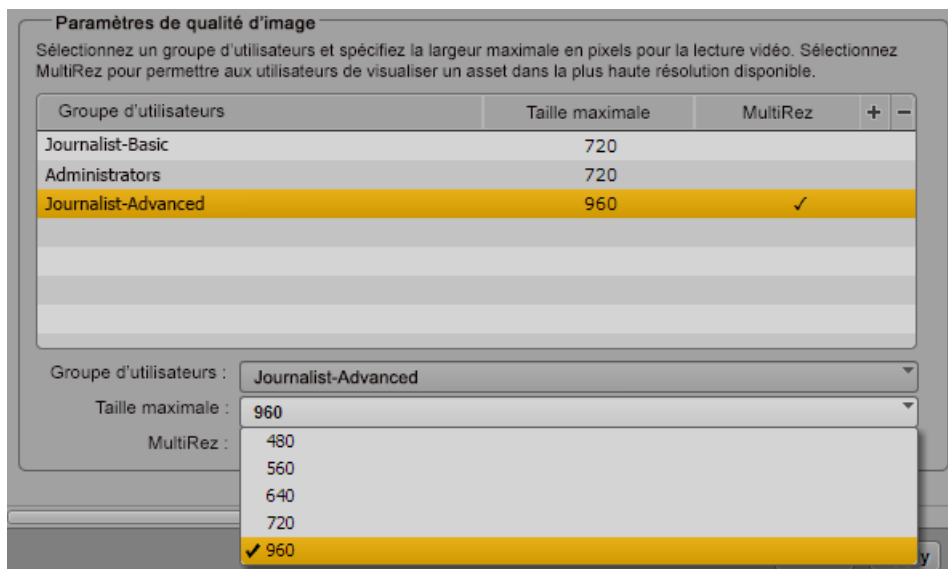 Paramètres de qualité d'image
Sélectionnez un groupe d'utilisateurs et spécifiez la largeur maximale en pixels pour la lecture vidéo. Sélectionnez
MultiRez pour permettre aux utilisateurs de visualiser un asset dans la plus haute résolution disponible.
Groupe d'utilisateurs Taille maximale MultiRez + −
Journalist-Basic 720
Administrators 720
Journalist-Advanced 960 ✓
Groupe d'utilisateurs : Journalist-Advanced
Taille maximale : 960
MultiRez : 480
560
640
720
✓ 960